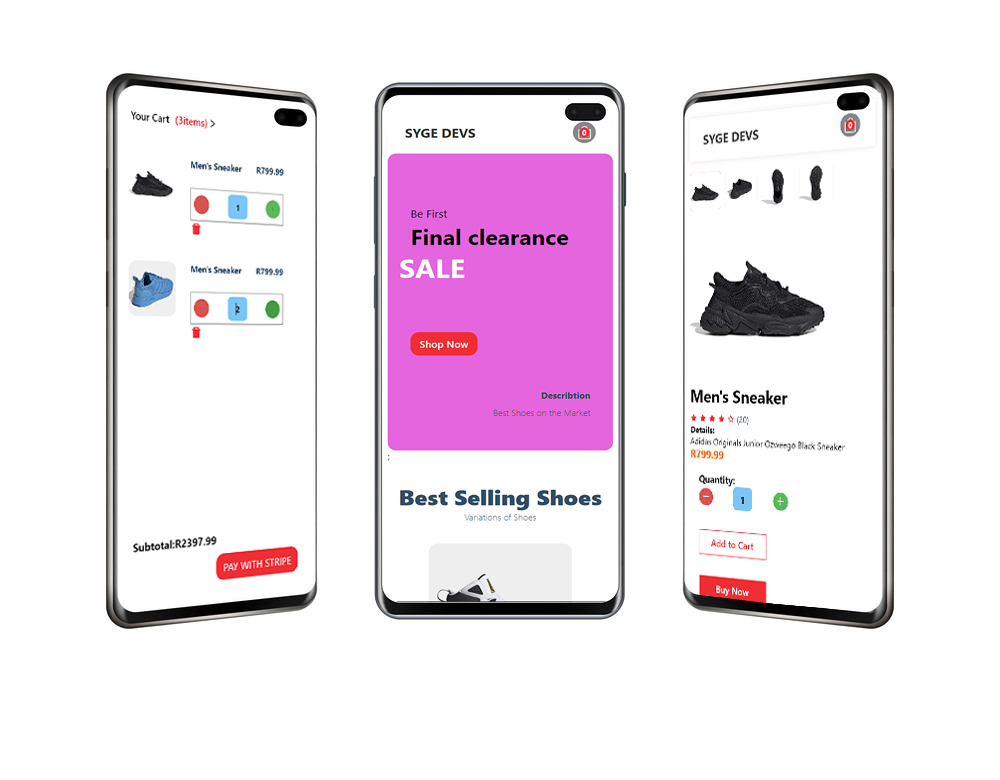 Your Cart (3items) >
Men's Sneaker R799.99
1
Men's Sneaker R799.99
2
Subtotal:R2397.99
PAY WITH STRIPE
SYGE DEVS
0
Be First
Final clearance
SALE
Shop Now
Describtion
Best Shoes on the Market
;
Best Selling Shoes
Variations of Shoes
SYGE DEVS
0
Men's Sneaker
(20)
Details:
Adidas Originals Junior Ozweego Black Sneaker
R799.99
Quantity:
− 1 +
Add to Cart
Buy Now